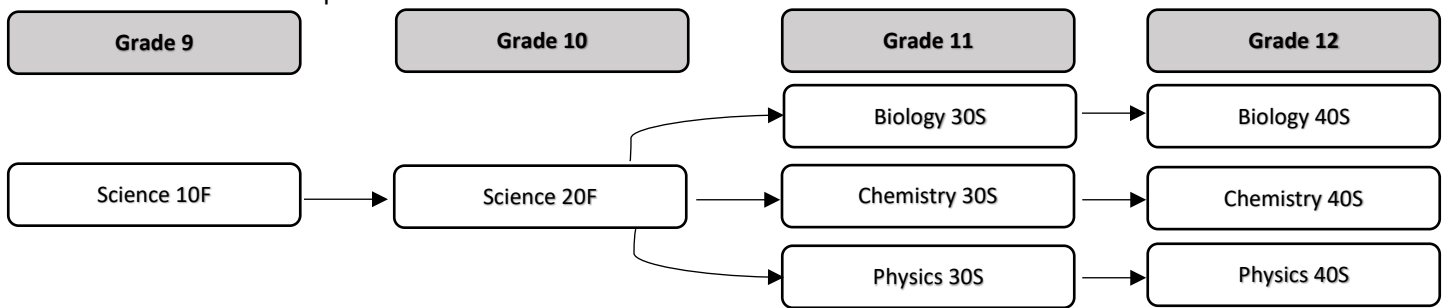 Grade 9 Grade 10 Grade 11 Grade 12
Biology 30S Biology 40S
Science 10F Science 20F Chemistry 30S Chemistry 40S
Physics 30S Physics 40S